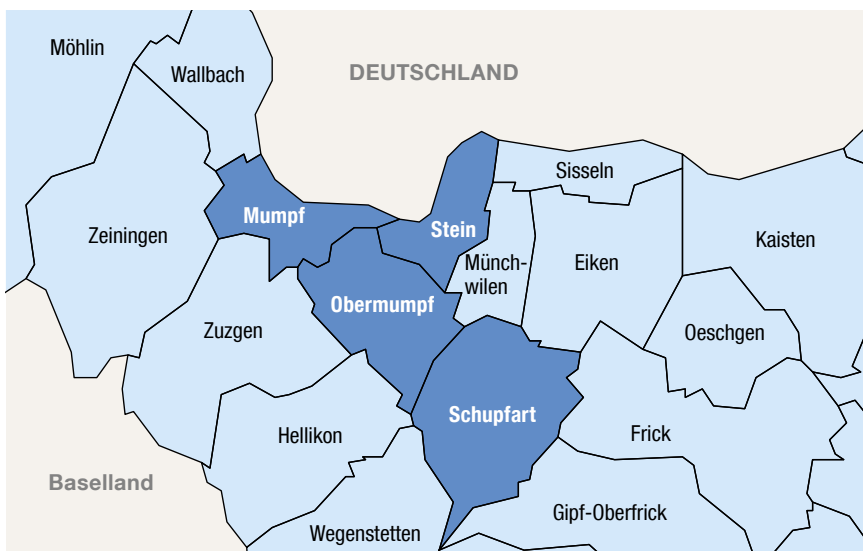 Möhlin
Wallbach
DEUTSCHLAND
Sisseln
Mumpf
Stein
Zeiningen
Kaisten
Münch-
wilen
Eiken
Obermumpf
Zuzgen
Oeschgen
Schupfart
Hellikon
Frick
Baselland
Gipf-Oberfrick
Wegenstetten